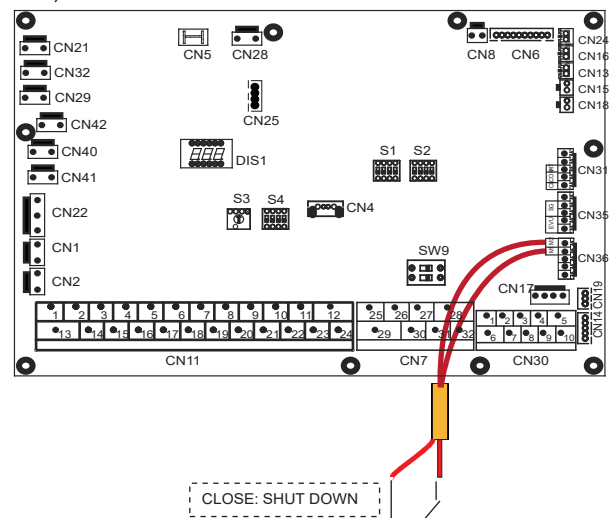 CN21
CN5
CN28
CN8
CN6
CN24
CN16
CN13
CN15
CN18
CN32
CN29
CN42
CN25
CN40
CN41
DIS1
S1
S2
CN31
CN22
S3
S4
CN4
SG
EVU
CN35
CN1
M2
CN36
SW9
CN2
CN17
CN19
CN14
1 2 3 4 5 6 7 8 9 10 11 12
13 14 15 16 17 18 19 20 21 22 23 24
25 26 27 28
29 30 31 32
1 2 3 4 5
6 7 8 9 10
CN11
CN7
CN30
CLOSE: SHUT DOWN